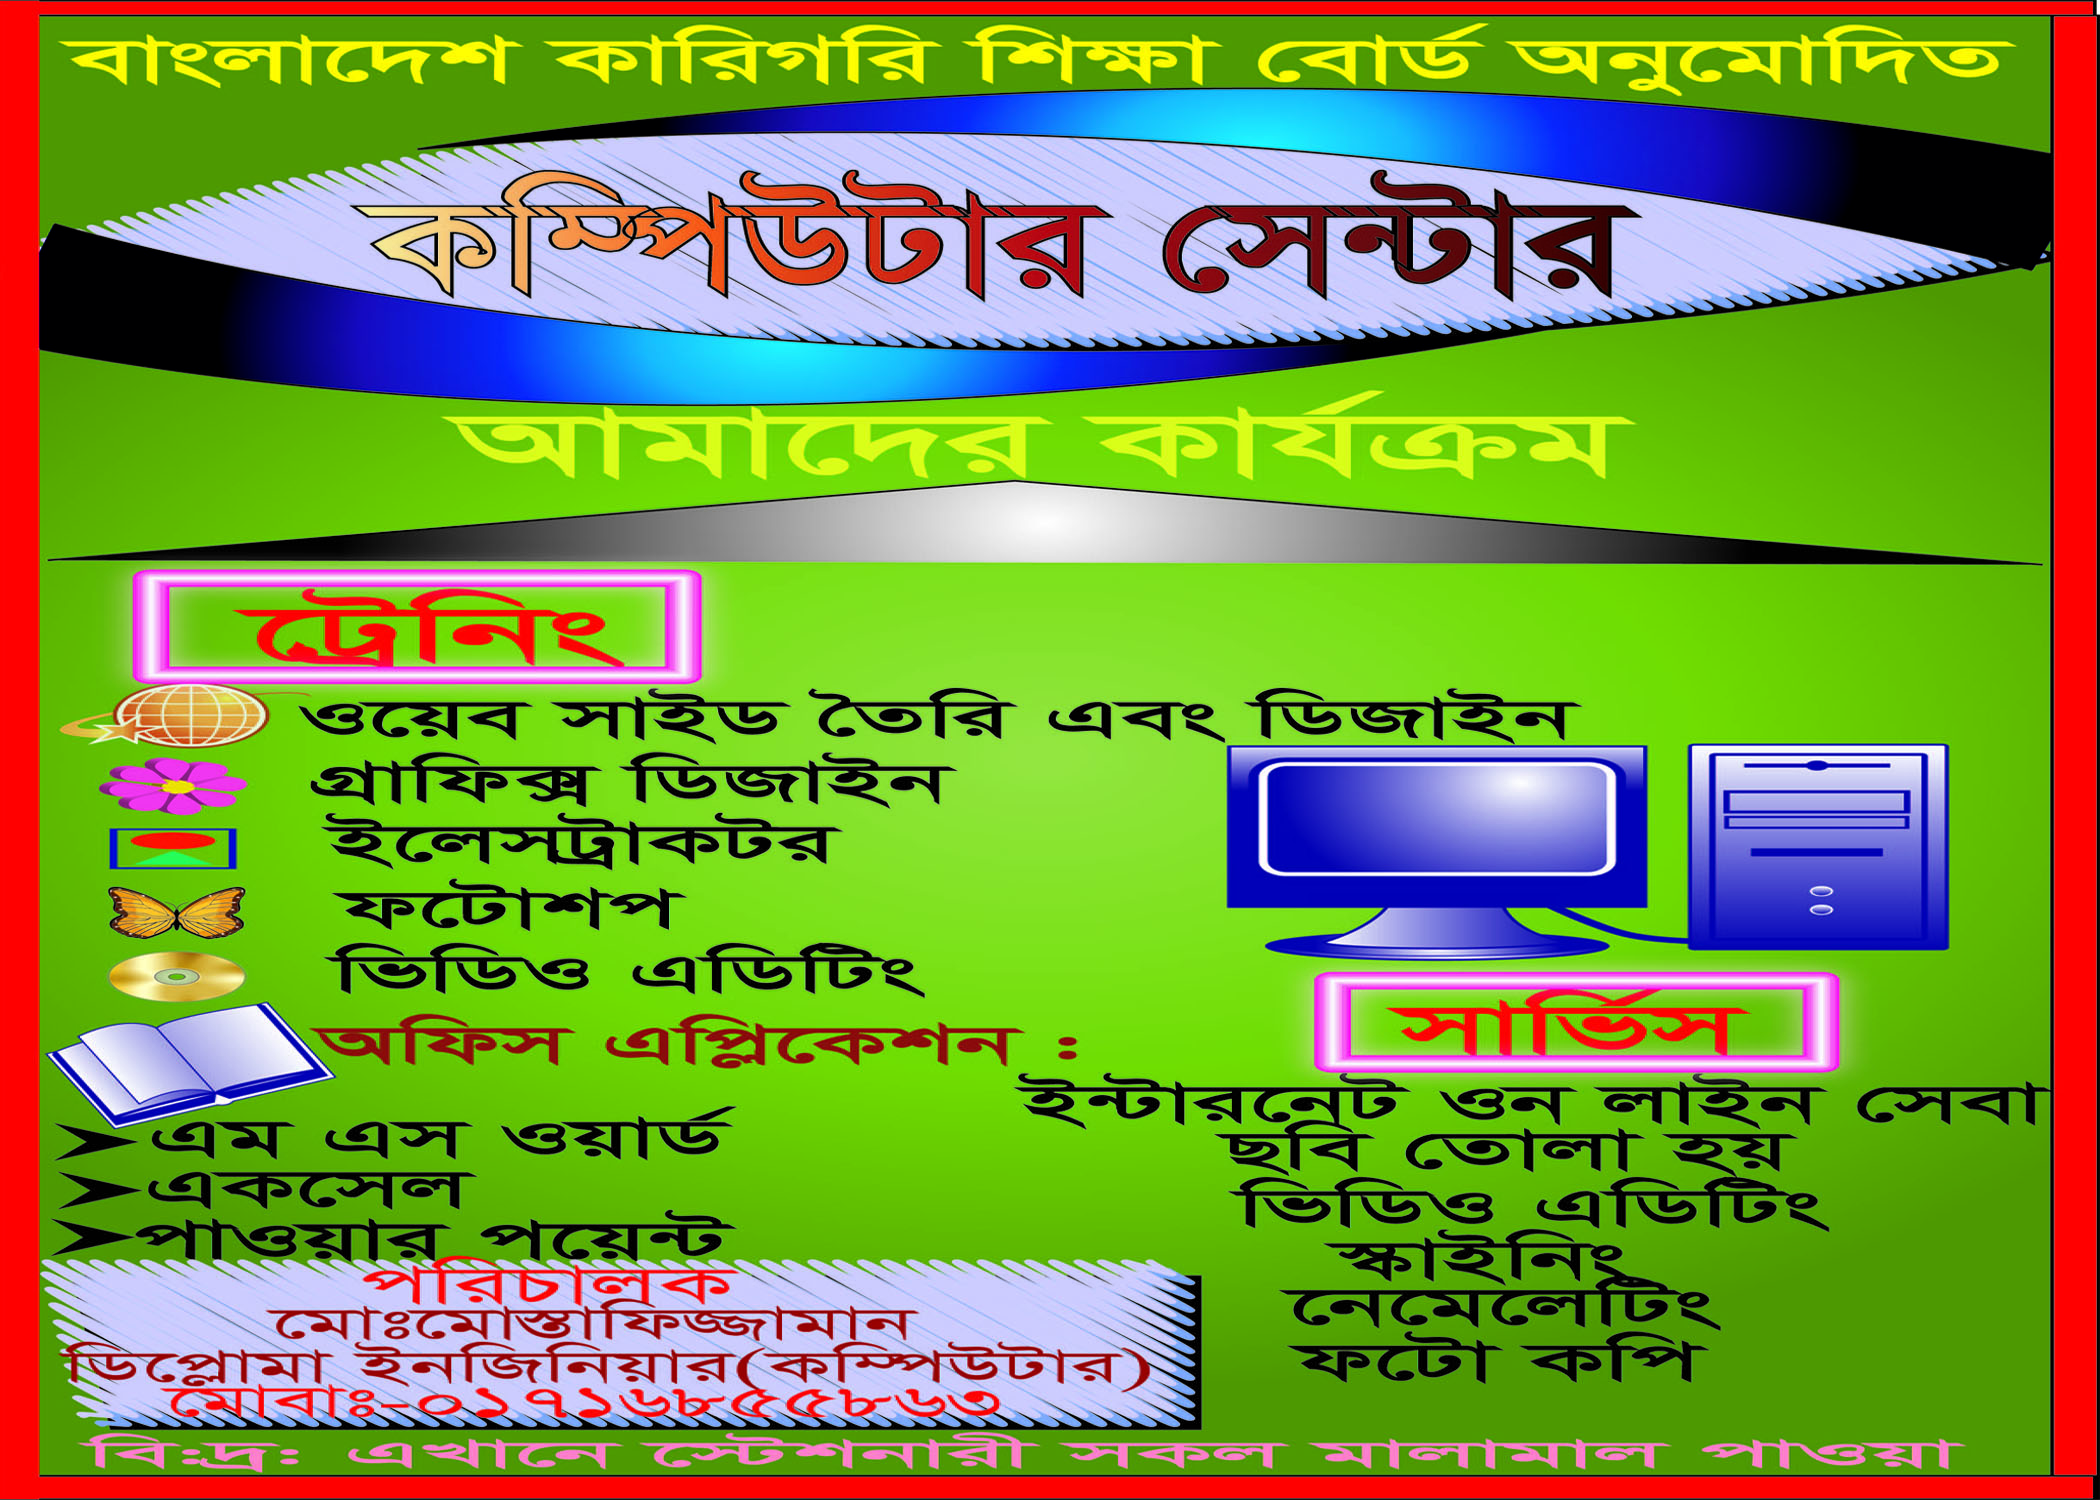 বাংলাদেশ কারিগরি শিক্ষা বোর্ড অনুমোদিত
কম্পিউটার সেন্টার
আমাদের কার্যক্রম
ট্রেনিং
ওয়েব সাইড তৈরি এবং ডিজাইন
গ্রাফিক্স ডিজাইন
ইলেসট্রাকটর
ফটোশপ
ভিডিও এডিটিং
অফিস এপ্লিকেশন :
এম এস ওয়ার্ড
একসেল
পাওয়ার পয়েন্ট
সার্ভিস
ইন্টারনেট ওন লাইন সেবা
ছবি তোলা হয়
ভিডিও এডিটিং
স্কাইনিং
নেমেলেটিং
ফটো কপি
পরিচালক
মোঃমোস্তাফিজ্জামান
ডিপ্লোমা ইনজিনিয়ার(কম্পিউটার)
মোবাঃ-০১৭১৬৮৫৫৮৬৩
বি:দ্র: এখানে স্টেশনারী সকল মালামাল পাওয়া